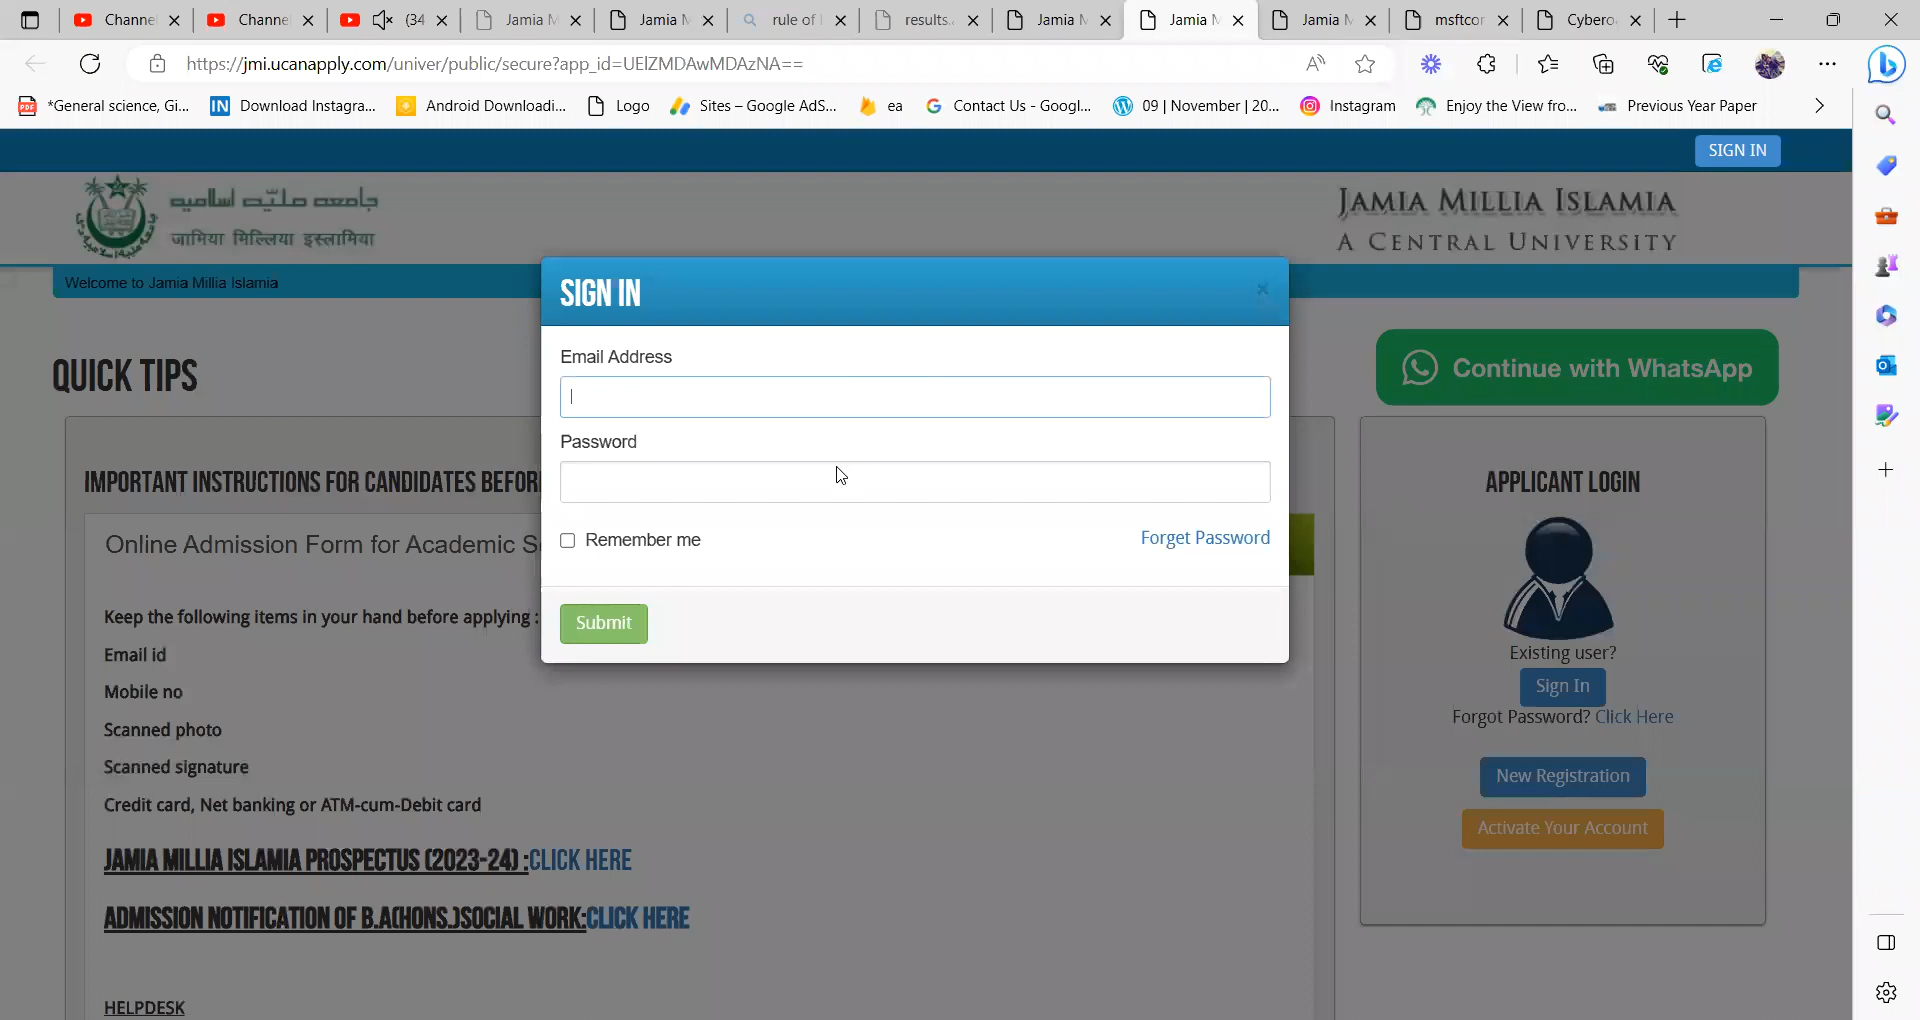 Channe
Channe
(34
Jamia M
Jamia M
rule of
results.
Jamia M
Jamia M
Jamia M
msftcor
Cybero
https://jmi.ucanapply.com/univer/public/secure?app_id=UElZMDAwMDAzNA==
*General science, Gi...
Download Instagra...
Android Downloadi...
Logo
Sites – Google AdS...
ea
Contact Us - Googl...
09 | November | 20...
Instagram
Enjoy the View fro...
Previous Year Paper
SIGN IN
جامعہ ملیہ اسلامیہ
जामिया मिल्लिया इस्लामिया
JAMIA MILLIA ISLAMIA
A CENTRAL UNIVERSITY
Welcome to Jamia Millia Islamia
SIGN IN
×
Email Address
Password
Remember me
Forget Password
Submit
QUICK TIPS
Continue with WhatsApp
IMPORTANT INSTRUCTIONS FOR CANDIDATES BEFOR
Online Admission Form for Academic S
Keep the following items in your hand before applying :
Email id
Mobile no
Scanned photo
Scanned signature
Credit card, Net banking or ATM-cum-Debit card
JAMIA MILLIA ISLAMIA PROSPECTUS (2023-24) :CLICK HERE
ADMISSION NOTIFICATION OF B.A(HONS.)SOCIAL WORK:CLICK HERE
HELPDESK
APPLICANT LOGIN
Existing user?
Sign In
Forgot Password? Click Here
New Registration
Activate Your Account